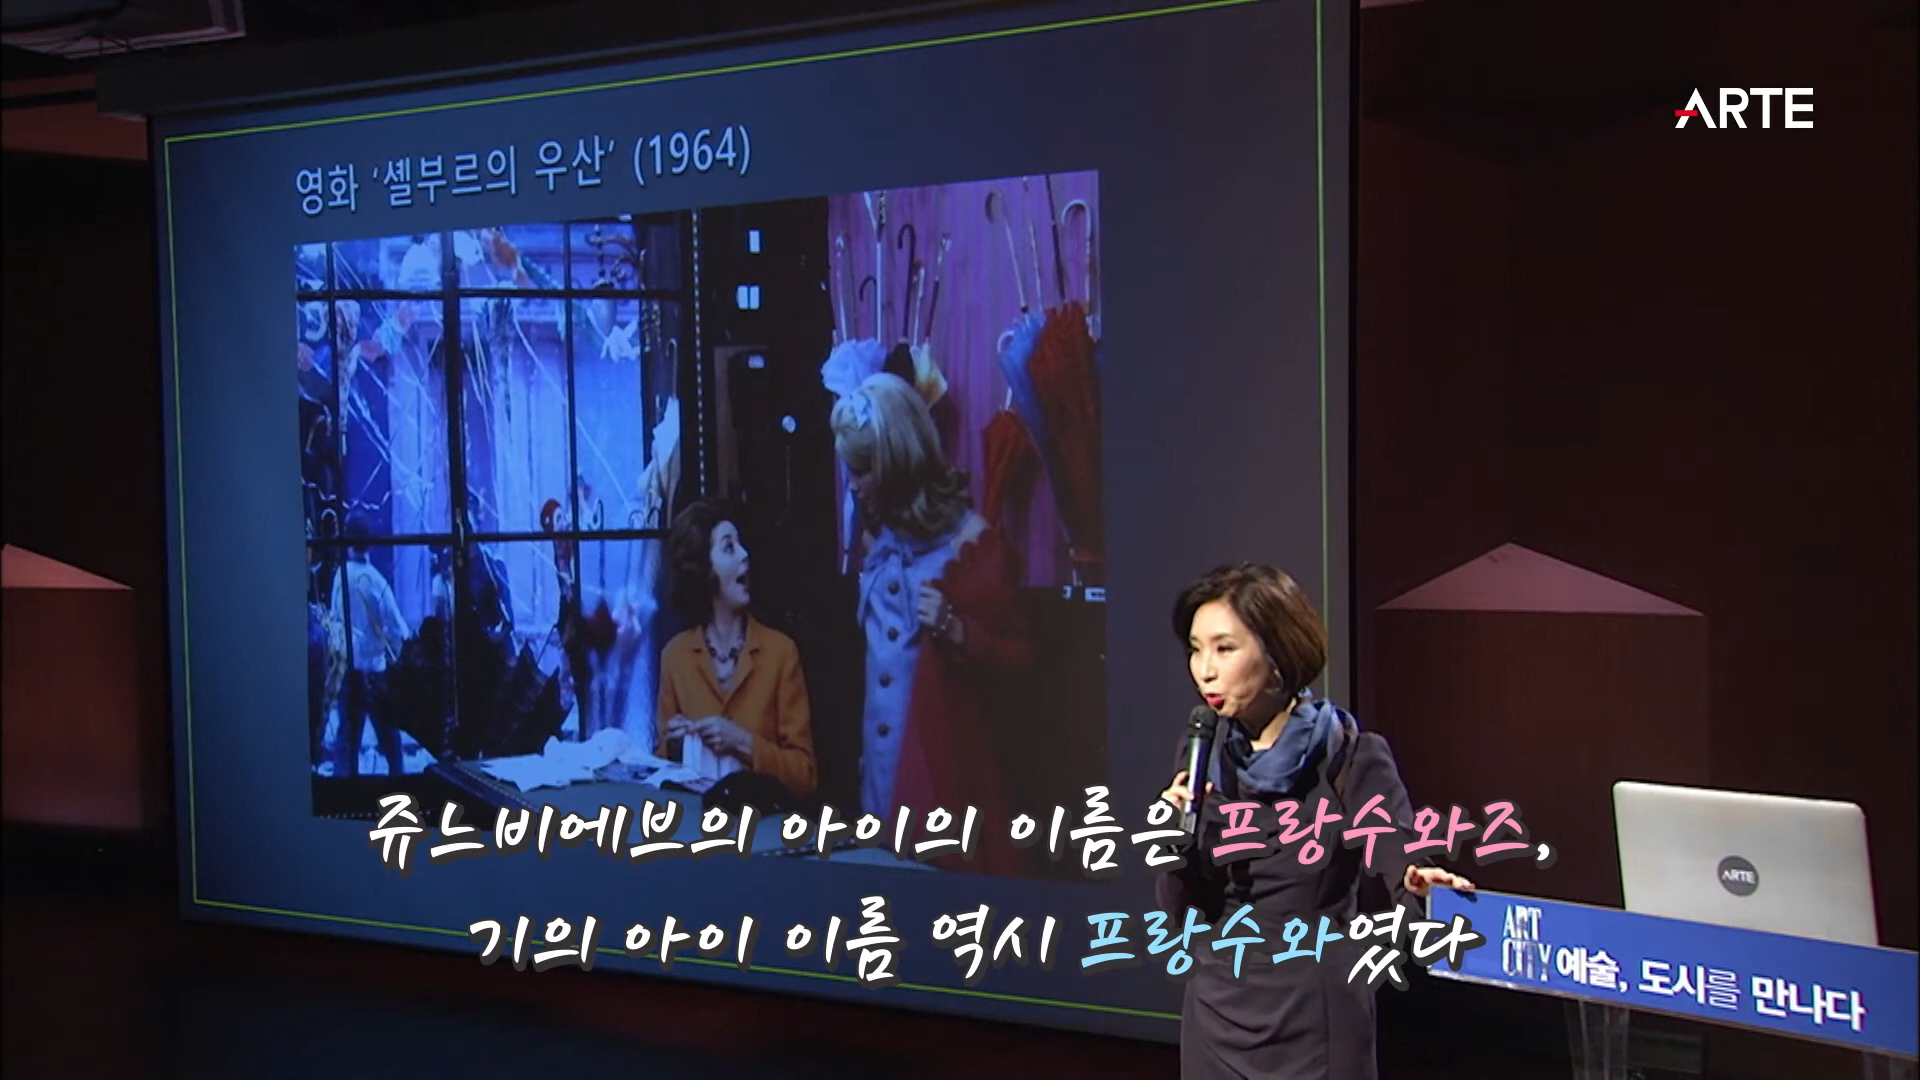 ARTE
영화 '셸부르의 우산' (1964)
쥬느비에브의 아이의 이름은 프랑수와즈,
기의 아이 이름 역시 프랑수와였다
ARTE
ART
CITY 예술, 도시를 만나다